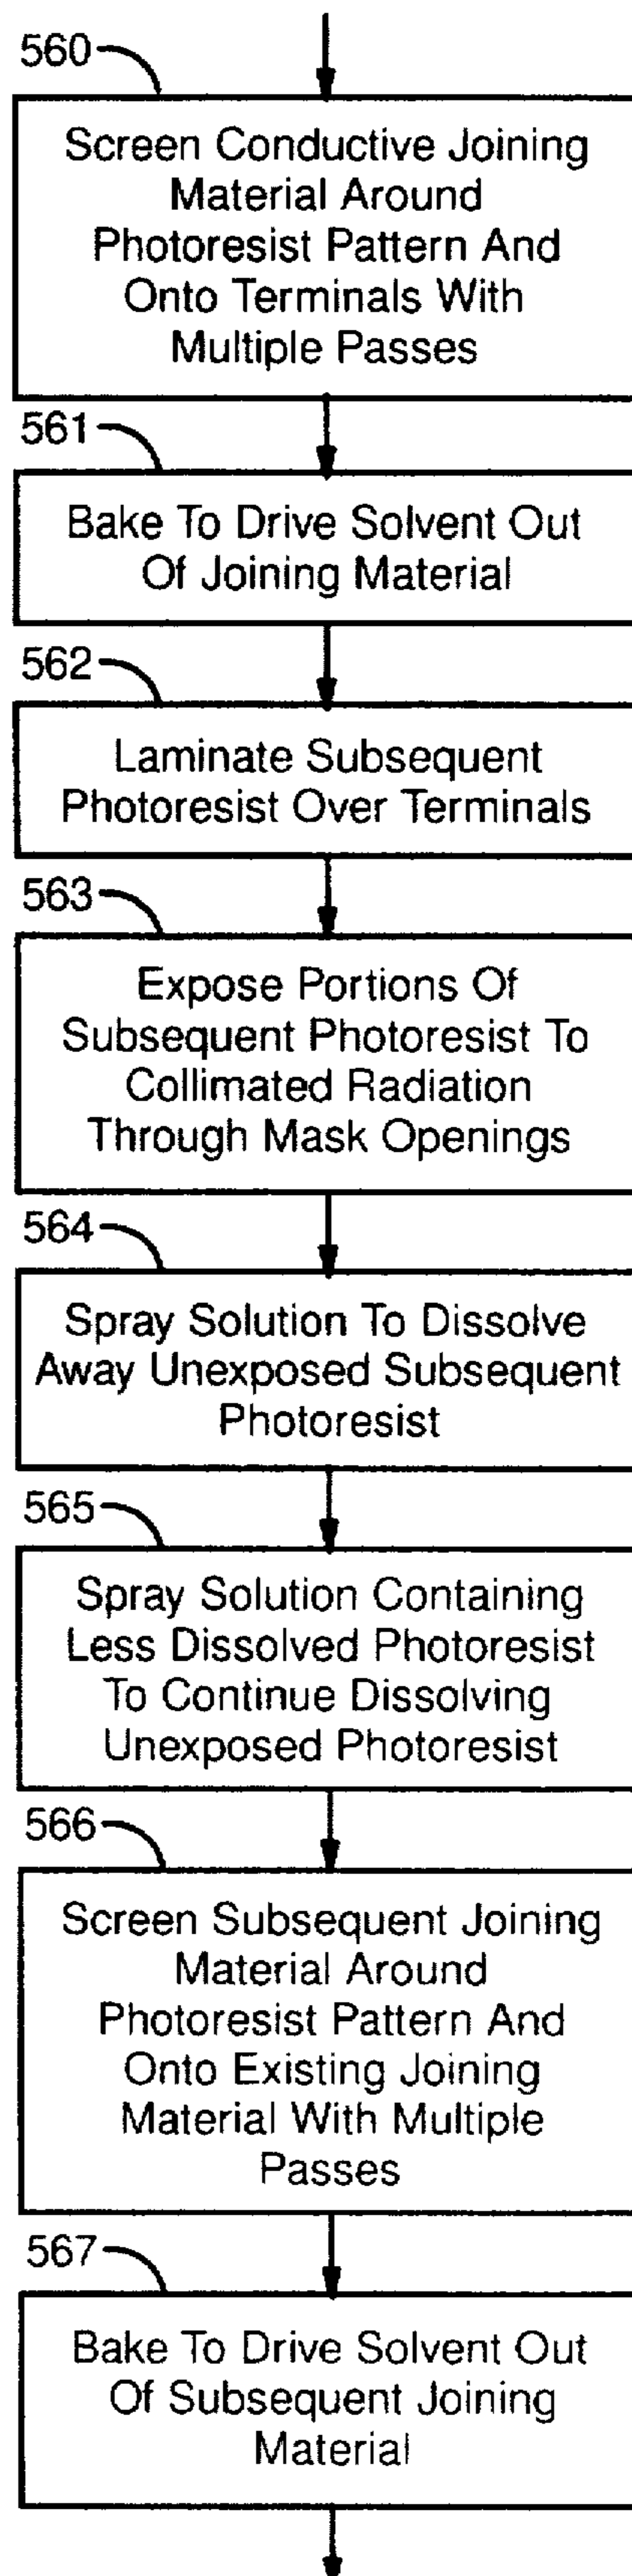 560
Screen Conductive Joining
Material Around
Photoresist Pattern And
Onto Terminals With
Multiple Passes
561
Bake To Drive Solvent Out
Of Joining Material
562
Laminate Subsequent
Photoresist Over Terminals
563
Expose Portions Of
Subsequent Photoresist To
Collimated Radiation
Through Mask Openings
564
Spray Solution To Dissolve
Away Unexposed Subsequent
Photoresist
565
Spray Solution Containing
Less Dissolved Photoresist
To Continue Dissolving
Unexposed Photoresist
566
Screen Subsequent Joining
Material Around
Photoresist Pattern And
Onto Existing Joining
Material With Multiple
Passes
567
Bake To Drive Solvent Out
Of Subsequent Joining
Material